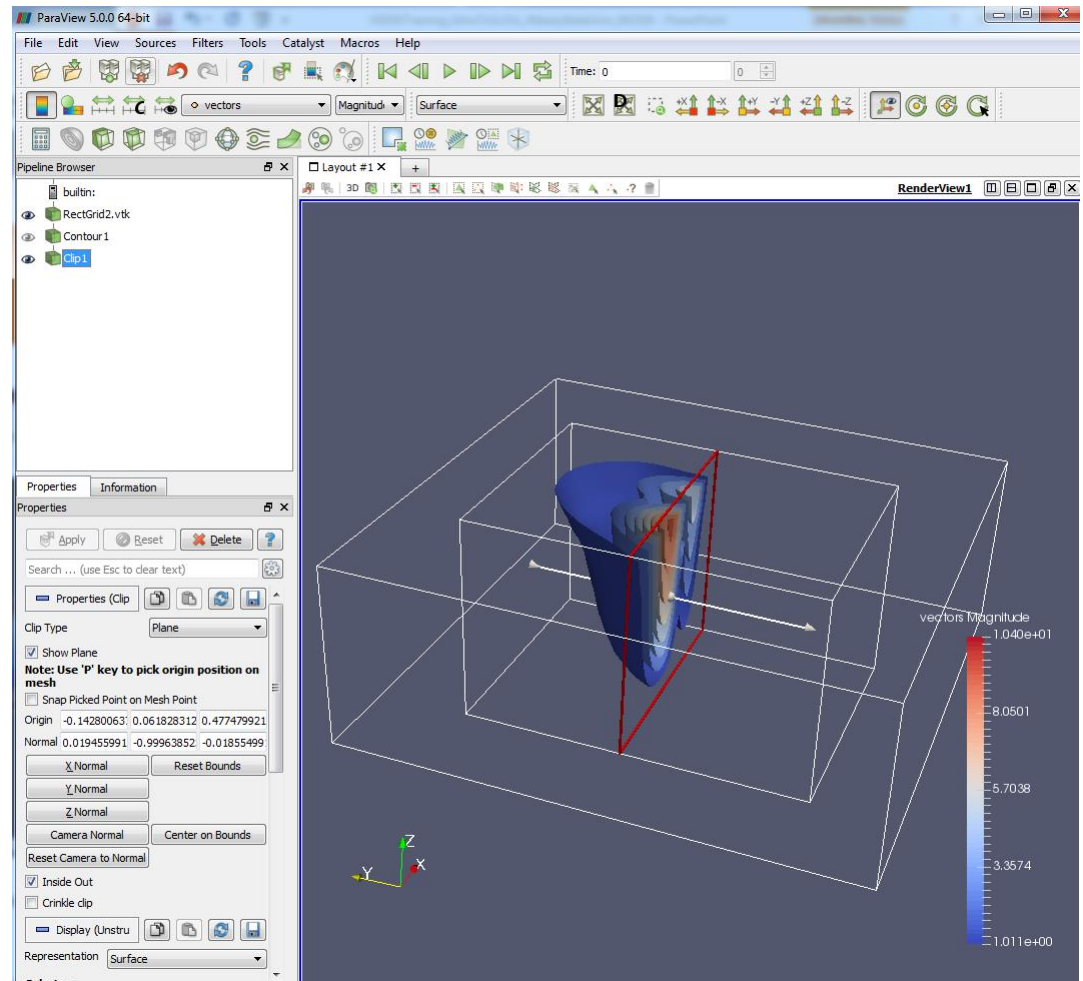 ParaView 5.0.0 64-bit
File Edit View Sources Filters Tools Catalyst Macros Help
Time: 0 0
vectors Magnitud Surface
Pipeline Browser
Layout #1 X +
3D
RenderView1
builtin:
RectGrid2.vtk
Contour1
Clip1
Properties Information
Properties
Apply Reset Delete ?
Search ... (use Esc to clear text)
Properties (Clip
Clip Type Plane
Show Plane
Note: Use 'P' key to pick origin position on
mesh
Snap Picked Point on Mesh Point
Origin -0.14280063 0.061828312 0.477479921
Normal 0.019455991 -0.99963852 -0.01855499
X Normal Reset Bounds
Y Normal
Z Normal
Camera Normal Center on Bounds
Reset Camera to Normal
Inside Out
Crinkle clip
Display (Unstru
Representation Surface
vectors Magnitude
1.040e+01
8.0501
5.7038
3.3574
1.011e+00
Z
Y
X